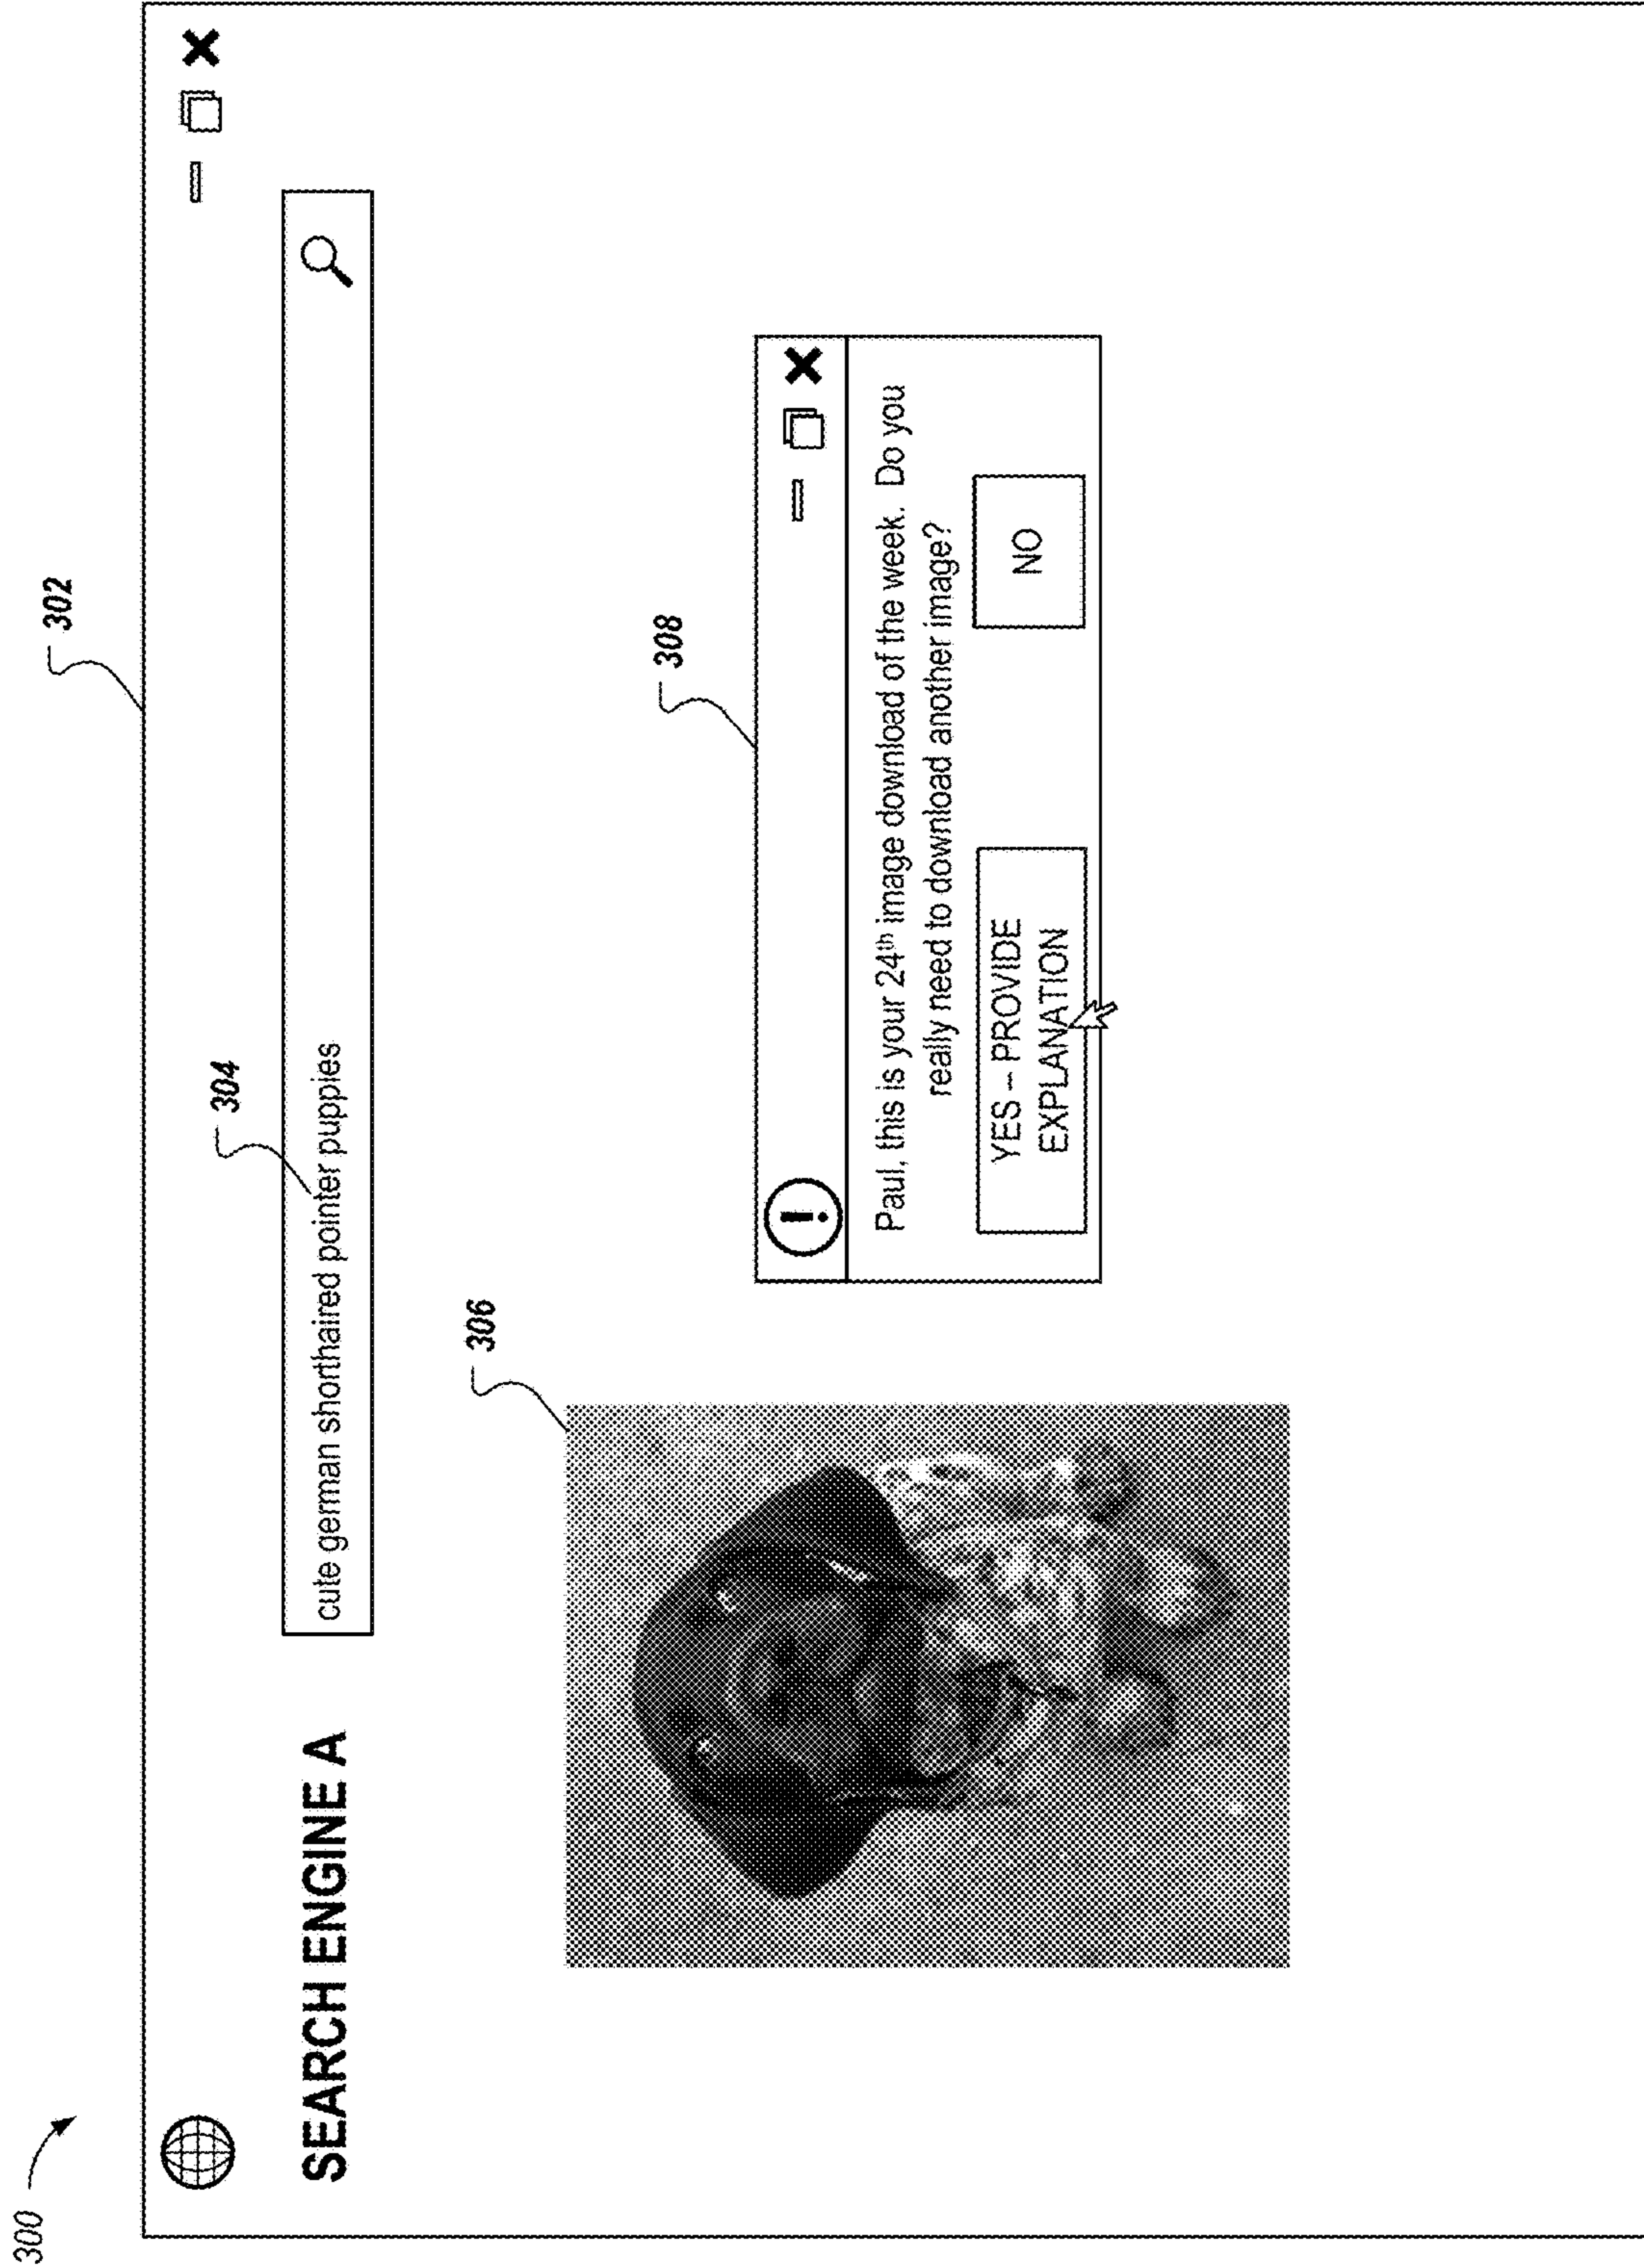 300
302
304
SEARCH ENGINE A
cute german shorthaired pointer puppies
306
308
Paul, this is your 24th image download of the week. Do you
really need to download another image?
YES – PROVIDE
EXPLANATION
NO